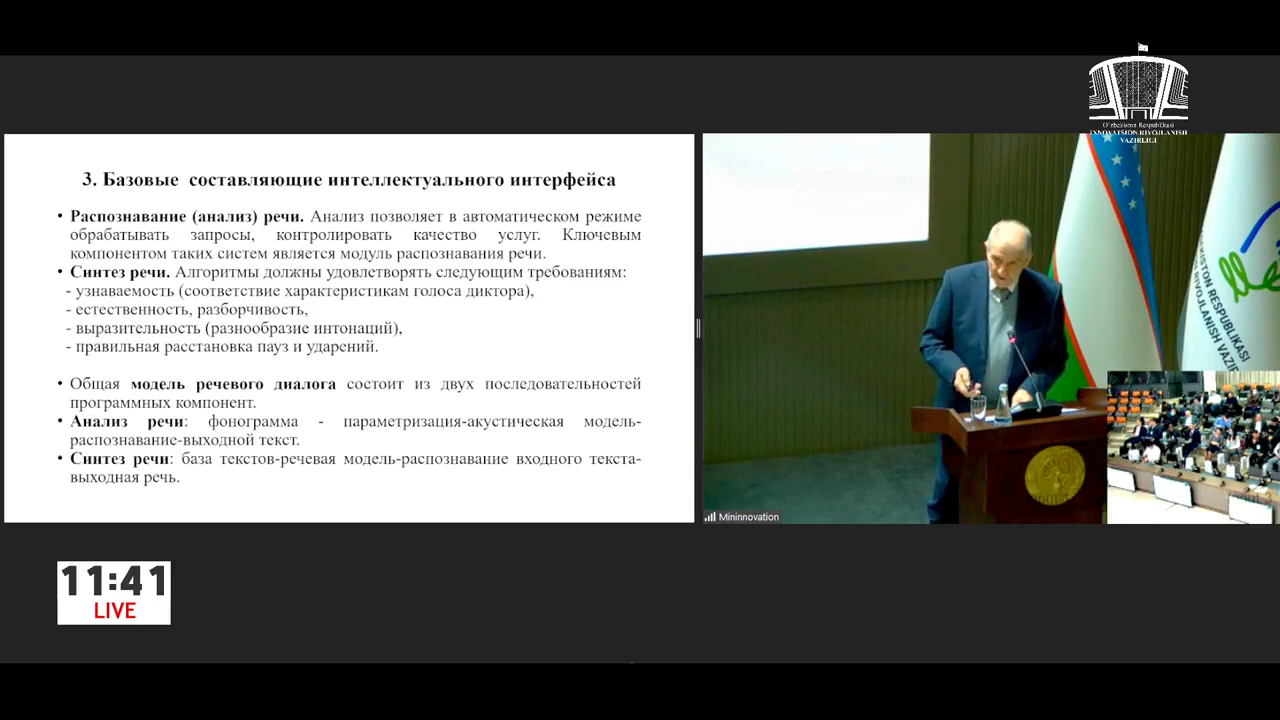 O'zbekiston Respublikasi
INNOVATSION RIVOJLANISH
VAZIRLIGI
3. Базовые составляющие интеллектуального интерфейса
• Распознавание (анализ) речи. Анализ позволяет в автоматическом режиме
обрабатывать запросы, контролировать качество услуг. Ключевым
компонентом таких систем является модуль распознавания речи.
• Синтез речи. Алгоритмы должны удовлетворять следующим требованиям:
- узнаваемость (соответствие характеристикам голоса диктора),
- естественность, разборчивость,
- выразительность (разнообразие интонаций),
- правильная расстановка пауз и ударений.
• Общая модель речевого диалога состоит из двух последовательностей
программных компонент.
• Анализ речи: фонограмма - параметризация-акустическая модель-
распознавание-выходной текст.
• Синтез речи: база текстов-речевая модель-распознавание входного текста-
выходная речь.
RESPUBLIKASI
RIVOJLANISH VAZIR
Mininnovation
11:41
LIVE